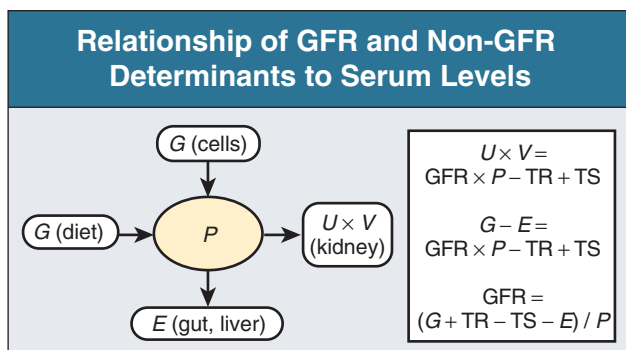 Relationship of GFR and Non-GFR
Determinants to Serum Levels
G (cells)
G (diet)
P
U × V
(kidney)
E (gut, liver)
U × V =
GFR × P – TR + TS
G – E =
GFR × P – TR + TS
GFR =
(G + TR – TS – E) / P